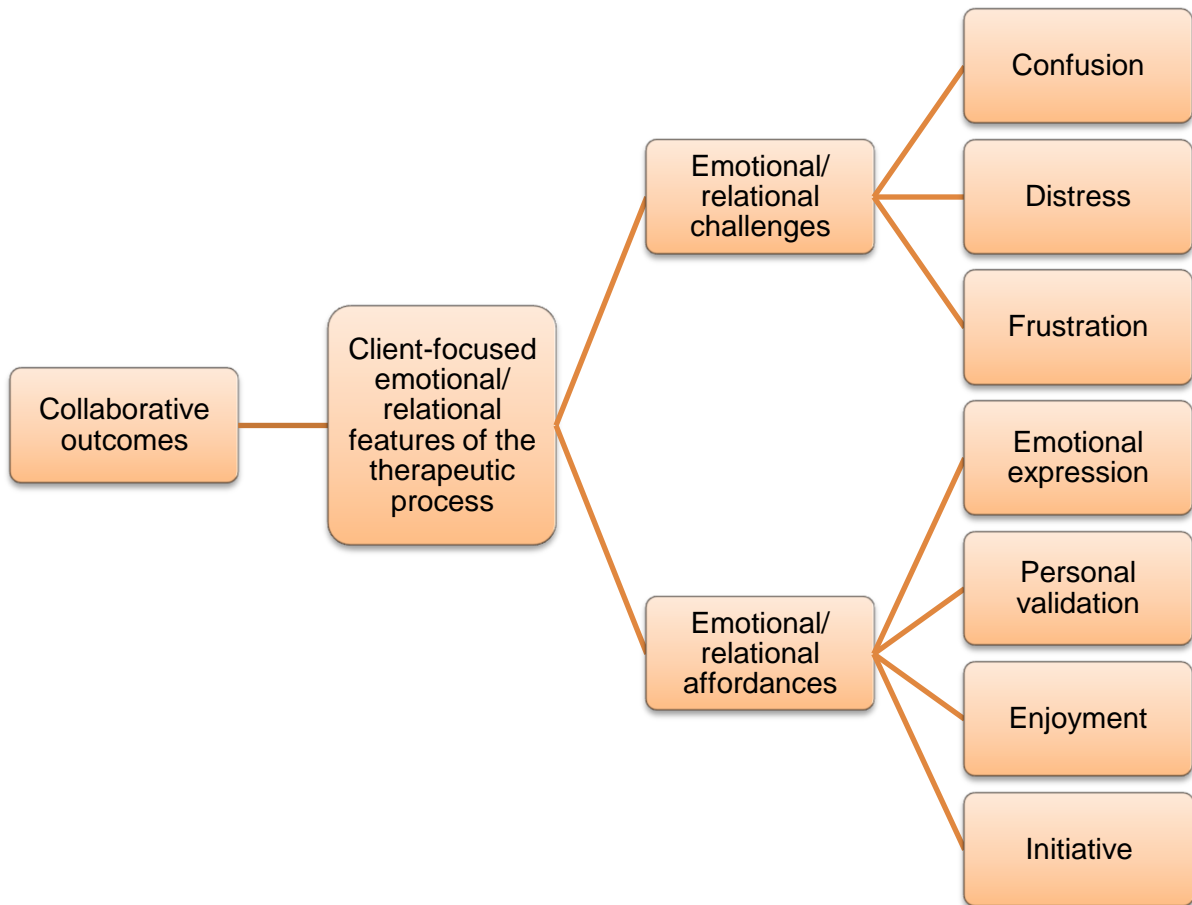 Collaborative
outcomes
Client-focused
emotional/
relational
features of the
therapeutic
process
Emotional/
relational
challenges
Confusion
Distress
Frustration
Emotional/
relational
affordances
Emotional
expression
Personal
validation
Enjoyment
Initiative